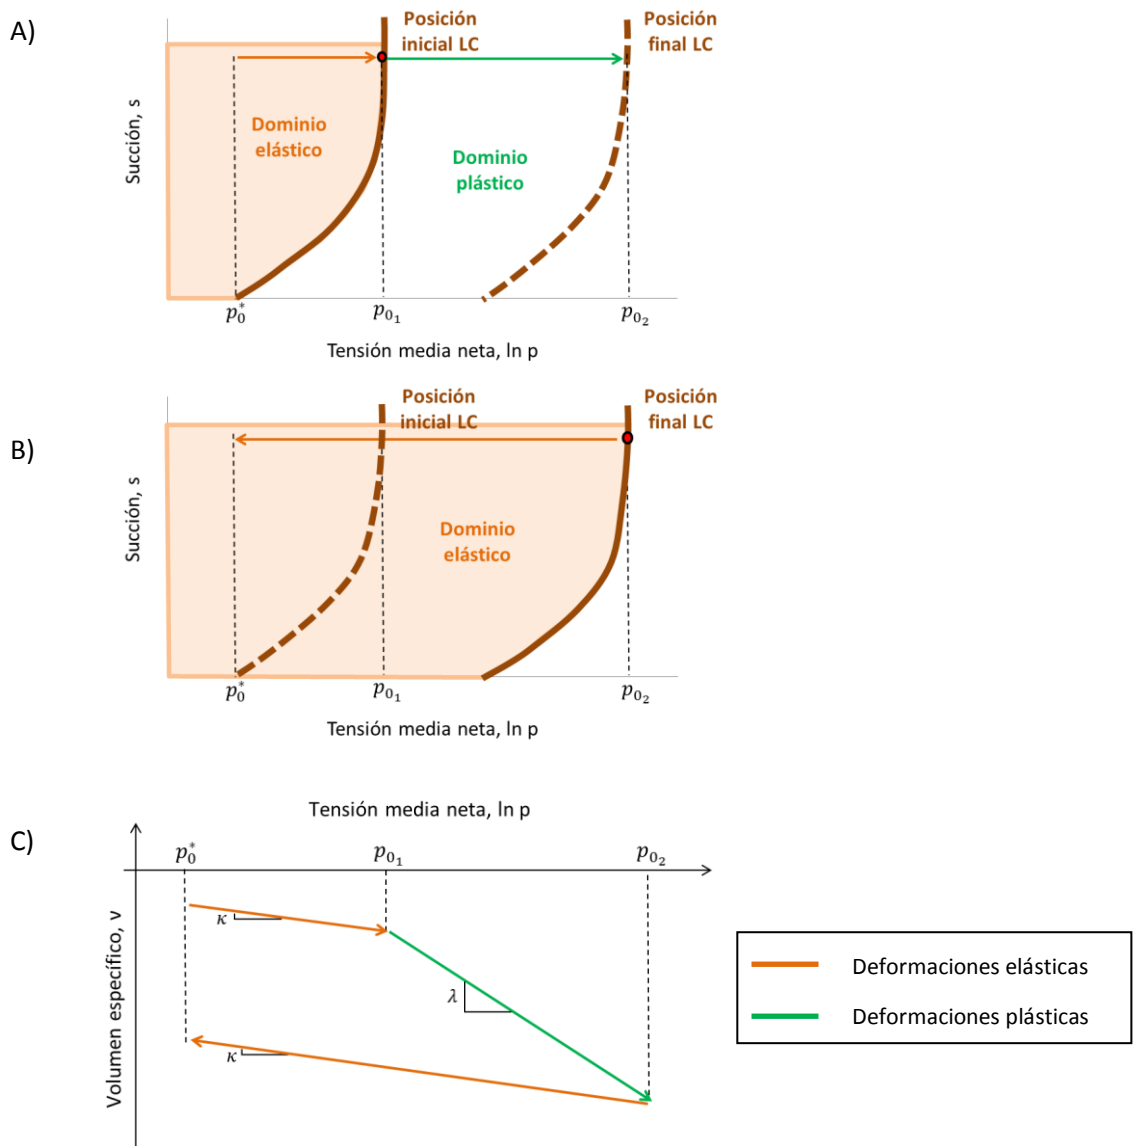 A)
Posición
inicial LC
Posición
final LC
Succión, s
Dominio
elástico
Dominio
plástico
p₀*
p₀₁
p₀₂
Tensión media neta, ln p
B)
Posición
inicial LC
Posición
final LC
Succión, s
Dominio
elástico
p₀*
p₀₁
p₀₂
Tensión media neta, ln p
Tensión media neta, ln p
C)
p₀*
p₀₁
p₀₂
Volumen específico, v
κ
λ
κ
Deformaciones elásticas
Deformaciones plásticas